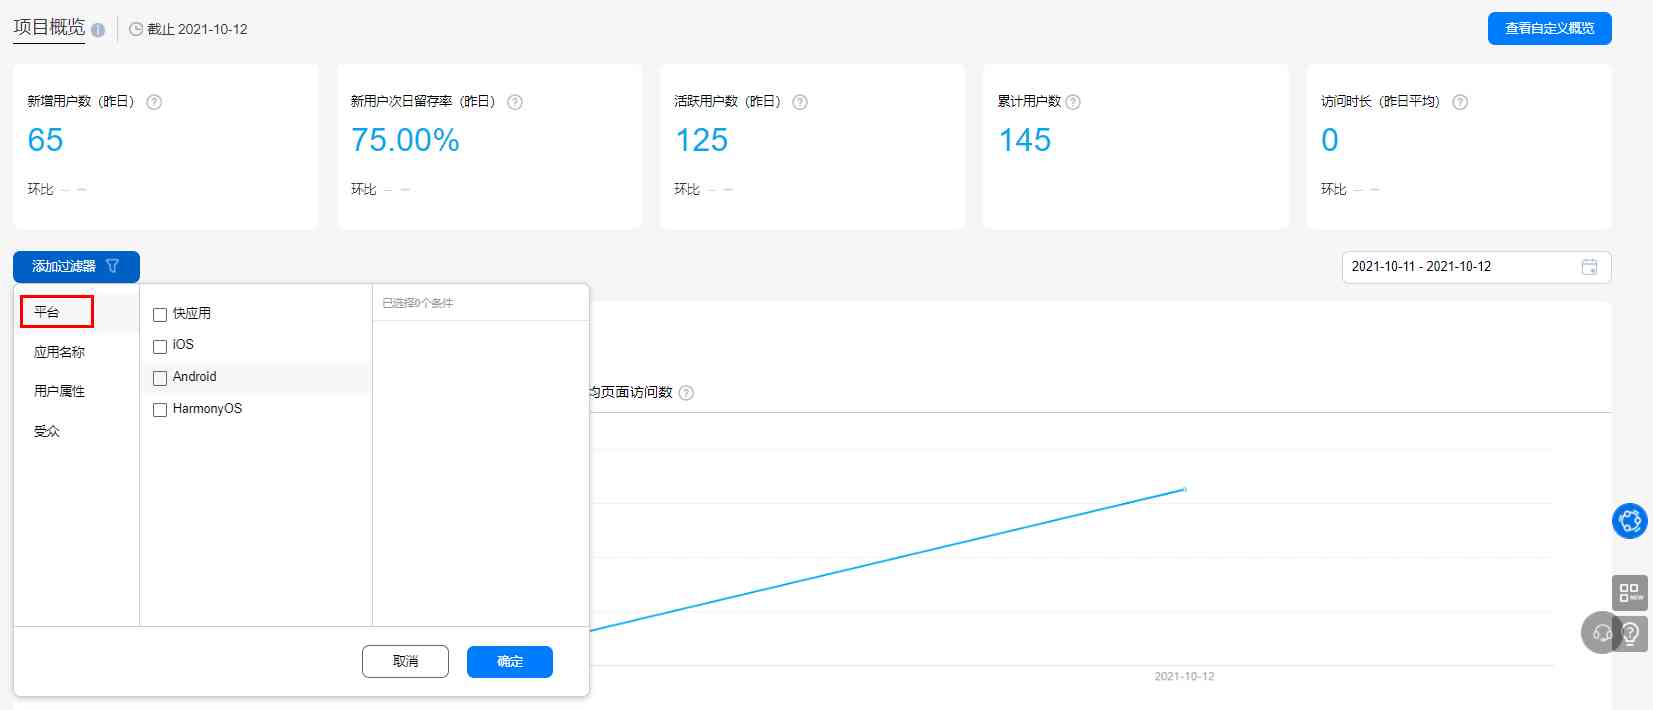 项目概览
截止 2021-10-12
查看自定义概览
新增用户数（昨日）
65
环比 – –
新用户次日留存率（昨日）
75.00%
环比 – –
活跃用户数（昨日）
125
环比 – –
累计用户数
145
访问时长（昨日平均）
0
环比 – –
添加过滤器
2021-10-11 - 2021-10-12
平台
应用名称
用户属性
受众
快应用
iOS
Android
HarmonyOS
已选择0个条件
均页面访问数
取消
确定
2021-10-12
NEW